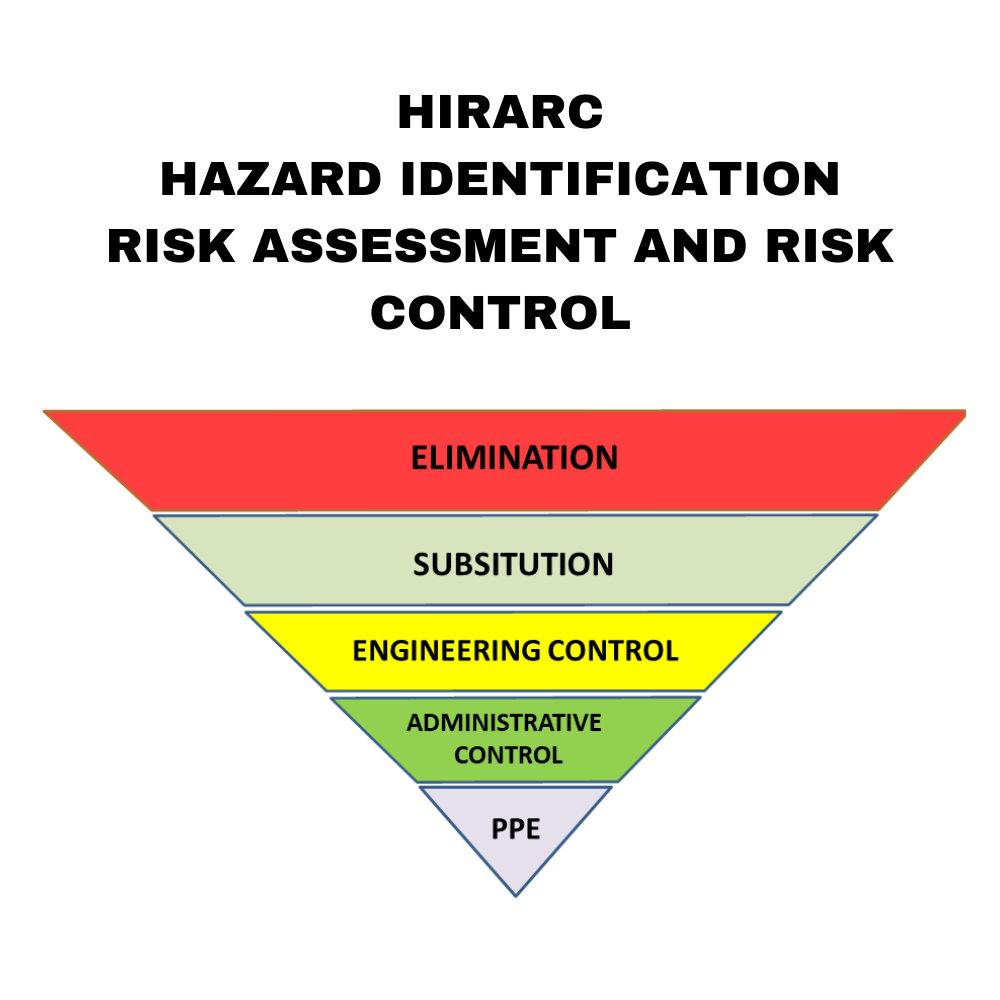 HIRARC
HAZARD IDENTIFICATION
RISK ASSESSMENT AND RISK
CONTROL
ELIMINATION
SUBSITUTION
ENGINEERING CONTROL
ADMINISTRATIVE
CONTROL
PPE